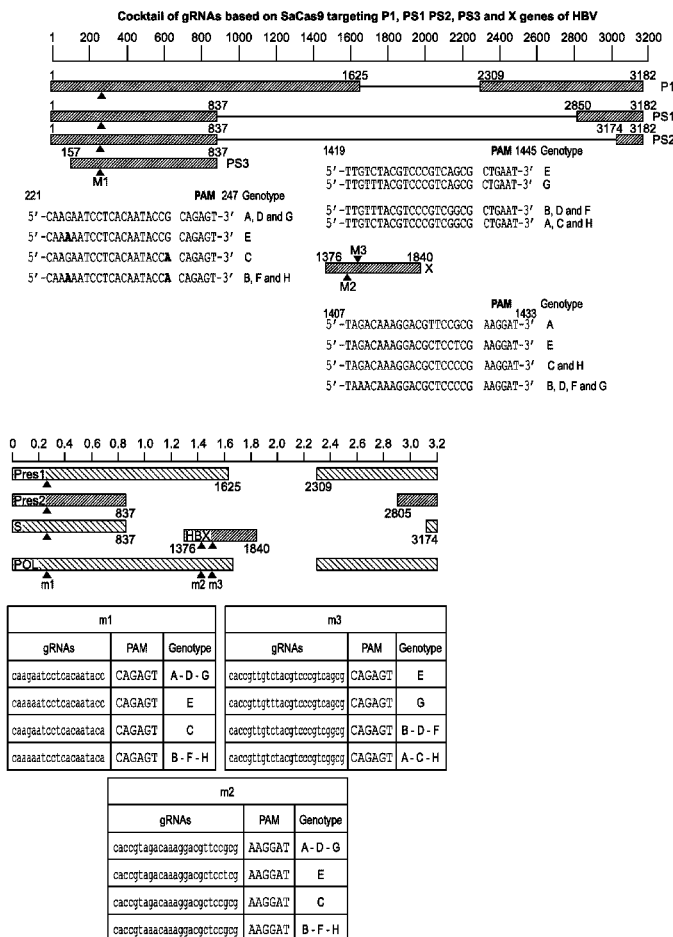 Cocktail of gRNAs based on SaCas9 targeting P1, PS1 PS2, PS3 and X genes of HBV
0 200 400 600 800 1000 1200 1400 1600 1800 2000 2200 2400 2600 2800 3000 3200
1 1625 2309 3182 P1
1 837 2850 3182 PS1
1 837 3174 3182 PS2
157 837 PS3
M1
1419 PAM 1445 Genotype
5'-TTGTCTACGTCCCGTCAGCG CTGAAT-3' E
5'-TTGTTTACGTCCCGTCAGCG CTGAAT-3' G
5'-TTGTTTACGTCCCGTCGGCG CTGAAT-3' B, D and F
5'-TTGTCTACGTCCCGTCGGCG CTGAAT-3' A, C and H
221 PAM 247 Genotype
5'-CAAGAATCCTCACAATACCG CAGAGT-3' A, D and G
5'-CAAAAATCCTCACAATACCG CAGAGT-3' E
5'-CAAGAATCCTCACAATACCA CAGAGT-3' C
5'-CAAAAATCCTCACAATACCA CAGAGT-3' B, F and H
M3
1376 1840
X
M2
PAM Genotype
1407 1433
5'-TAGACAAAGGACGTTCCGCG AAGGAT-3' A
5'-TAGACAAAGGACGCTCCTCG AAGGAT-3' E
5'-TAGACAAAGGACGCTCCCCG AAGGAT-3' C and H
5'-TAAACAAAGGACGCTCCCCG AAGGAT-3' B, D, F and G
0 0.2 0.4 0.6 0.8 1.0 1.2 1.4 1.6 1.8 2.0 2.2 2.4 2.6 2.8 3.0 3.2
Pres1
1625 2309
Pres2
837 2805
S
837 3174
HBX
1376 1840
POL
m1 m2 m3
m1
gRNAs PAM Genotype
caagaatcctcacaatacc CAGAGT A-D-G
caaaaatcctcacaatacc CAGAGT E
caagaatcctcacaataca CAGAGT C
caaaaatcctcacaataca CAGAGT B-F-H
m3
gRNAs PAM Genotype
caccgttgtctacgtcccgtcagcg CAGAGT E
caccgttgtttacgtcccgtcagcg CAGAGT G
caccgttgtttacgtcccgtcggcg CAGAGT B-D-F
caccgttgtctacgtcccgtcggcg CAGAGT A-C-H
m2
gRNAs PAM Genotype
caccgtagacaaaggacgttccgcg AAGGAT A-D-G
caccgtagacaaaggacgctcctcg AAGGAT E
caccgtagacaaaggacgctccgcg AAGGAT C
caccgtaaacaaaggacgctccgcg AAGGAT B-F-H